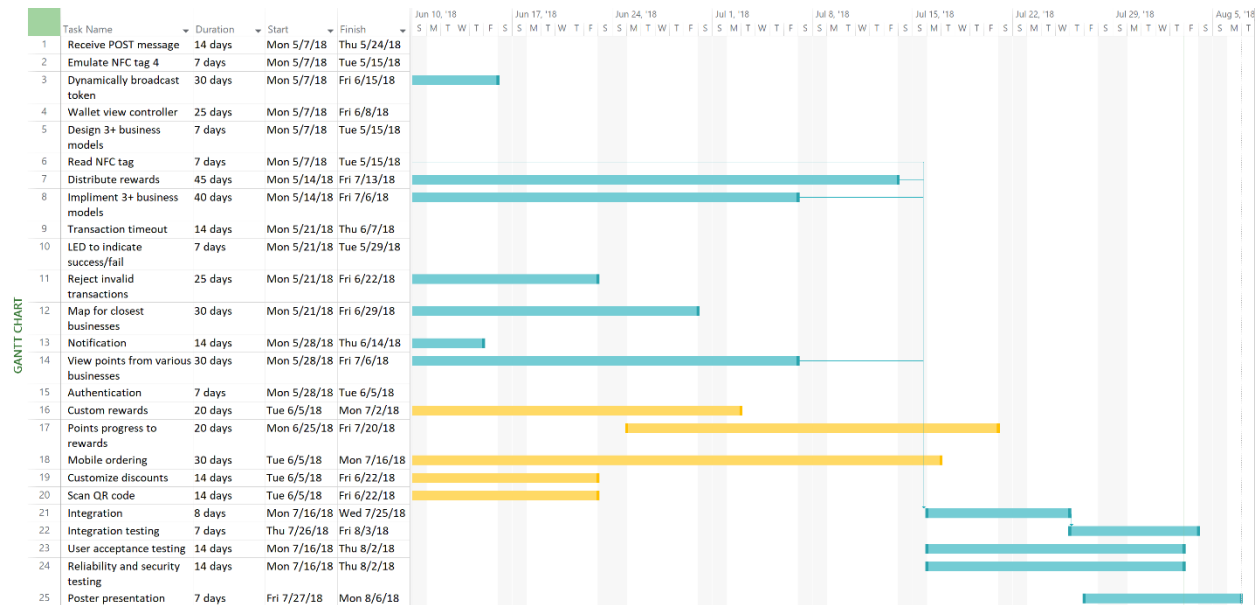 Jun 10, '18 Jun 17, '18 Jun 24, '18 Jul 1, '18 Jul 8, '18 Jul 15, '18 Jul 22, '18 Jul 29, '18 Aug 5, '18
Task Name Duration Start Finish S M T W T F S S M T W T F S S M T W T F S S M T W T F S S M T W T F S S M T W T F S S M T W T F S S M T W T F S S M T
1 Receive POST message 14 days Mon 5/7/18 Thu 5/24/18
2 Emulate NFC tag 4 7 days Mon 5/7/18 Tue 5/15/18
3 Dynamically broadcast 30 days Mon 5/7/18 Fri 6/15/18
token
4 Wallet view controller 25 days Mon 5/7/18 Fri 6/8/18
5 Design 3+ business 7 days Mon 5/7/18 Tue 5/15/18
models
6 Read NFC tag 7 days Mon 5/7/18 Tue 5/15/18
7 Distribute rewards 45 days Mon 5/14/18 Fri 7/13/18
8 Impliment 3+ business 40 days Mon 5/14/18 Fri 7/6/18
models
9 Transaction timeout 14 days Mon 5/21/18 Thu 6/7/18
10 LED to indicate 7 days Mon 5/21/18 Tue 5/29/18
success/fail
11 Reject invalid 25 days Mon 5/21/18 Fri 6/22/18
transactions
12 Map for closest 30 days Mon 5/21/18 Fri 6/29/18
businesses
13 Notification 14 days Mon 5/28/18 Thu 6/14/18
14 View points from various 30 days Mon 5/28/18 Fri 7/6/18
businesses
15 Authentication 7 days Mon 5/28/18 Tue 6/5/18
16 Custom rewards 20 days Tue 6/5/18 Mon 7/2/18
17 Points progress to 20 days Mon 6/25/18 Fri 7/20/18
rewards
18 Mobile ordering 30 days Tue 6/5/18 Mon 7/16/18
19 Customize discounts 14 days Tue 6/5/18 Fri 6/22/18
20 Scan QR code 14 days Tue 6/5/18 Fri 6/22/18
21 Integration 8 days Mon 7/16/18 Wed 7/25/18
22 Integration testing 7 days Thu 7/26/18 Fri 8/3/18
23 User acceptance testing 14 days Mon 7/16/18 Thu 8/2/18
24 Reliability and security 14 days Mon 7/16/18 Thu 8/2/18
testing
25 Poster presentation 7 days Fri 7/27/18 Mon 8/6/18
GANTT CHART